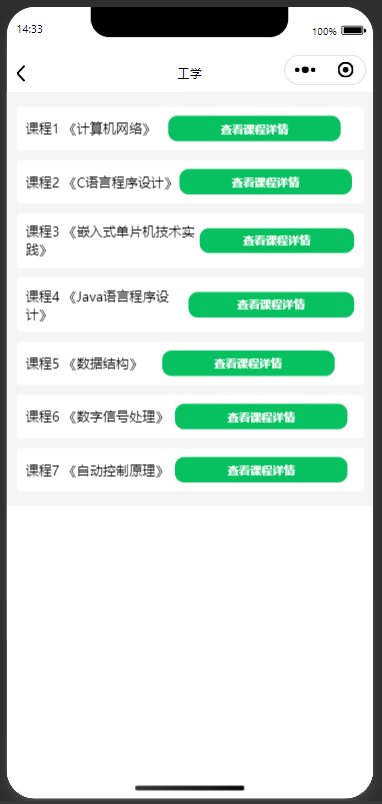 14:33
100%
工学
课程1 《计算机网络》 查看课程详情
课程2 《C语言程序设计》 查看课程详情
课程3 《嵌入式单片机技术实
践》 查看课程详情
课程4 《Java语言程序设
计》 查看课程详情
课程5 《数据结构》 查看课程详情
课程6 《数字信号处理》 查看课程详情
课程7 《自动控制原理》 查看课程详情